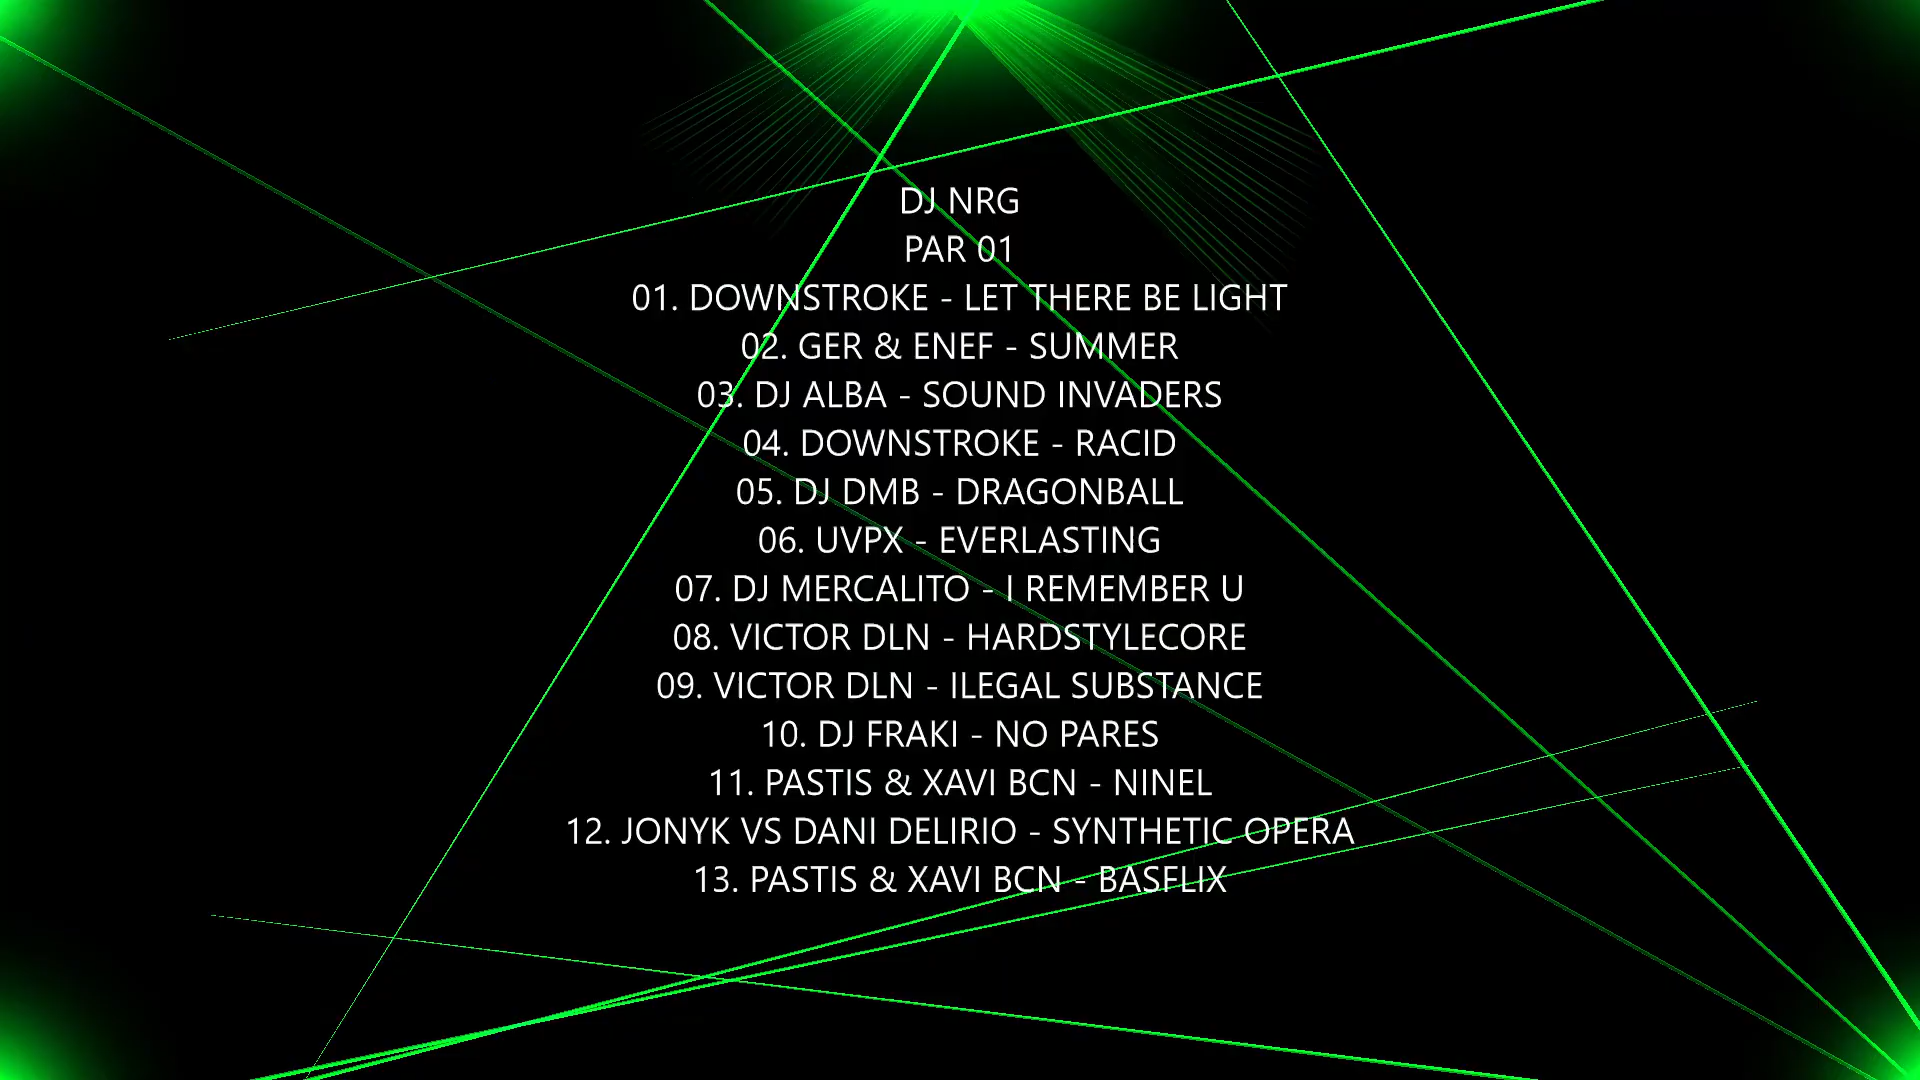 DJ NRG
PAR 01
01. DOWNSTROKE - LET THERE BE LIGHT
02. GER & ENEF - SUMMER
03. DJ ALBA - SOUND INVADERS
04. DOWNSTROKE - RACID
05. DJ DMB - DRAGONBALL
06. UVPX - EVERLASTING
07. DJ MERCALITO - I REMEMBER U
08. VICTOR DLN - HARDSTYLECORE
09. VICTOR DLN - ILEGAL SUBSTANCE
10. DJ FRAKI - NO PARES
11. PASTIS & XAVI BCN - NINEL
12. JONYK VS DANI DELIRIO - SYNTHETIC OPERA
13. PASTIS & XAVI BCN - BASFLIX